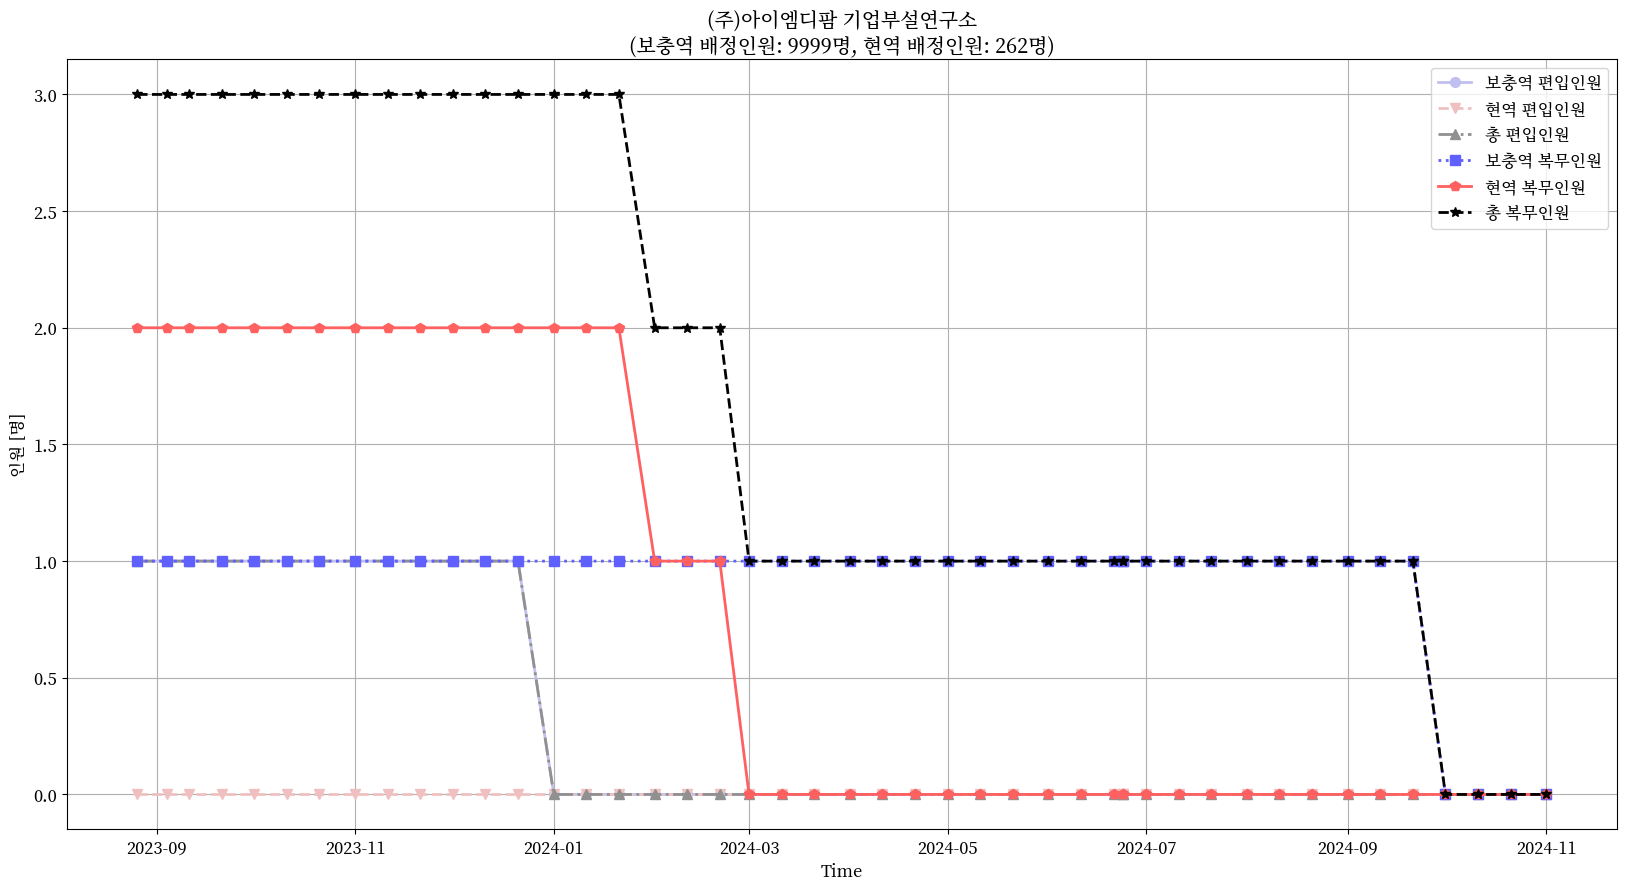 (주)아이엠디팜 기업부설연구소
(보충역 배정인원: 9999명, 현역 배정인원: 262명)
보충역 편입인원
현역 편입인원
총 편입인원
보충역 복무인원
현역 복무인원
총 복무인원
인원 [명]
3.0
2.5
2.0
1.5
1.0
0.5
0.0
2023-09
2023-11
2024-01
2024-03
2024-05
2024-07
2024-09
2024-11
Time